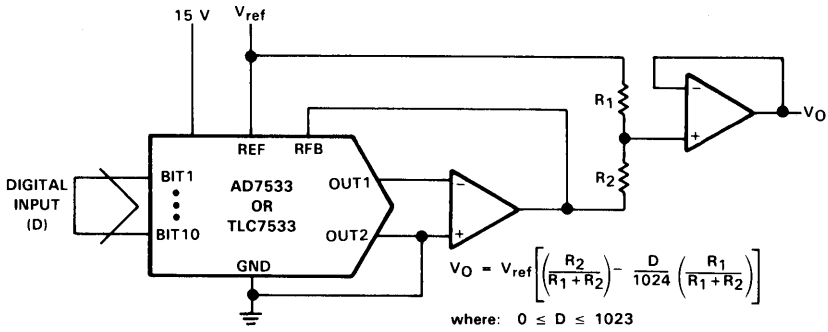 15 V
Vref
R1
R2
−
+
VO
REF
RFB
DIGITAL
INPUT
(D)
BIT1
BIT10
AD7533
OR
TLC7533
OUT1
OUT2
GND
−
+
VO = Vref[(R2/(R1 + R2)) − D/1024 (R1/(R1 + R2))]
where: 0 ≤ D ≤ 1023